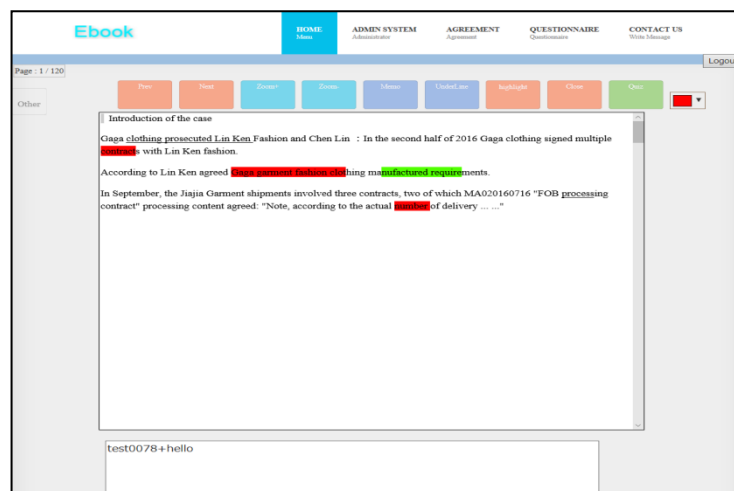 Ebook
HOME
Menu
ADMIN SYSTEM
Administrator
AGREEMENT
Agreement
QUESTIONNAIRE
Questionnaire
CONTACT US
Write Message
Logou
Page : 1 / 120
Other
Prev
Next
Zoom+
Zoom-
Memo
UnderLine
highlight
Close
Quiz
Introduction of the case
Gaga clothing prosecuted Lin Ken Fashion and Chen Lin : In the second half of 2016 Gaga clothing signed multiple
contracts with Lin Ken fashion.
According to Lin Ken agreed Gaga garment fashion clothing manufactured requirements.
In September, the Jiajia Garment shipments involved three contracts, two of which MA020160716 "FOB processing
contract" processing content agreed: "Note, according to the actual number of delivery ... ..."
test0078+hello